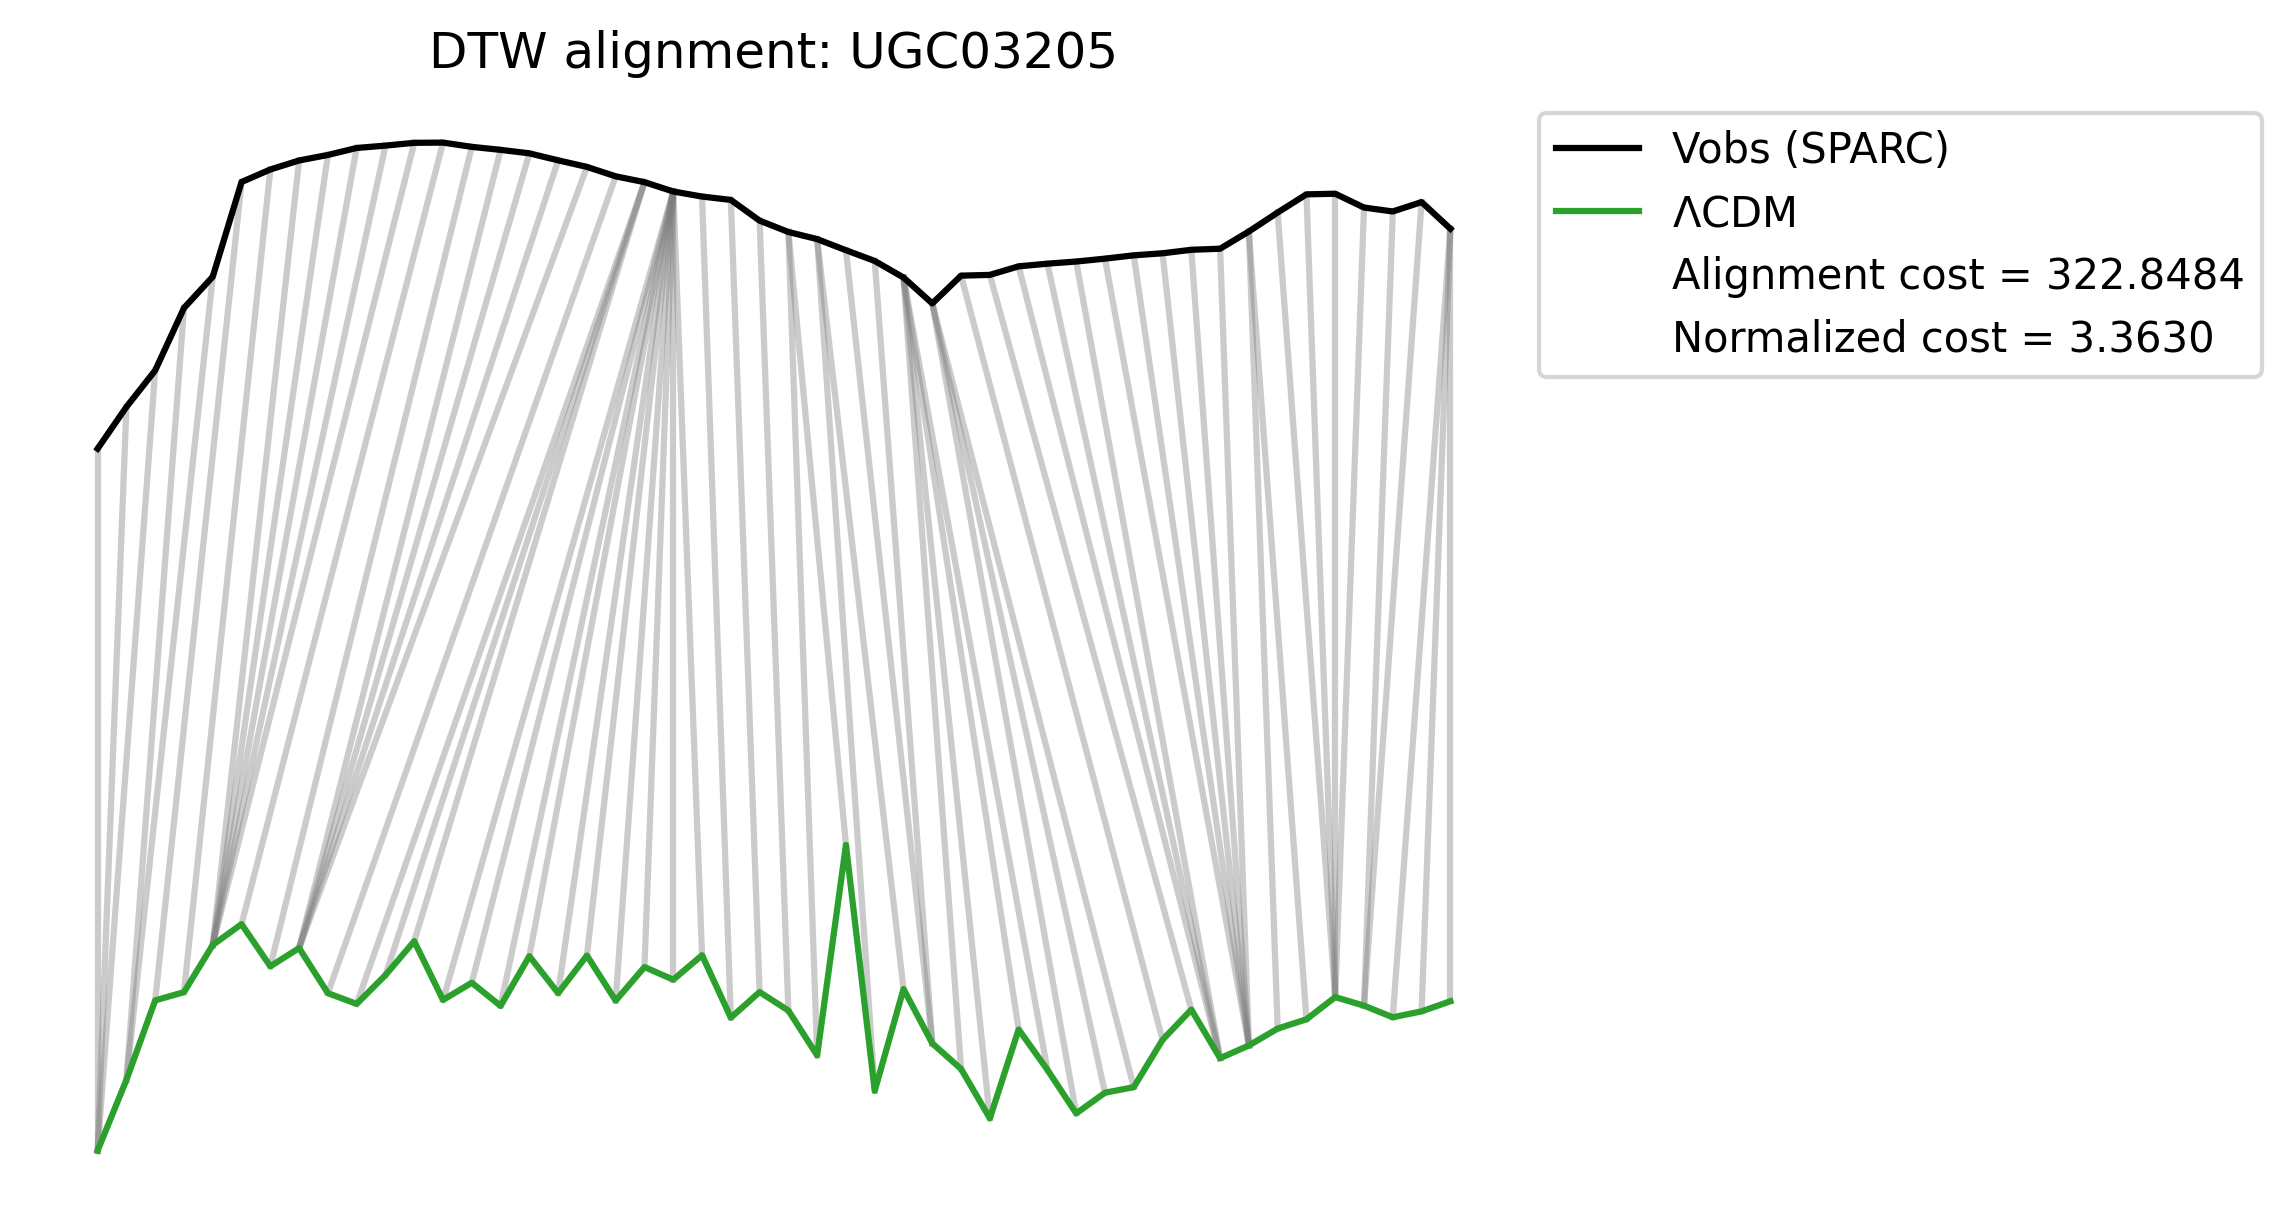 DTW alignment: UGC03205
Vobs (SPARC)
ΛCDM
Alignment cost = 322.8484
Normalized cost = 3.3630